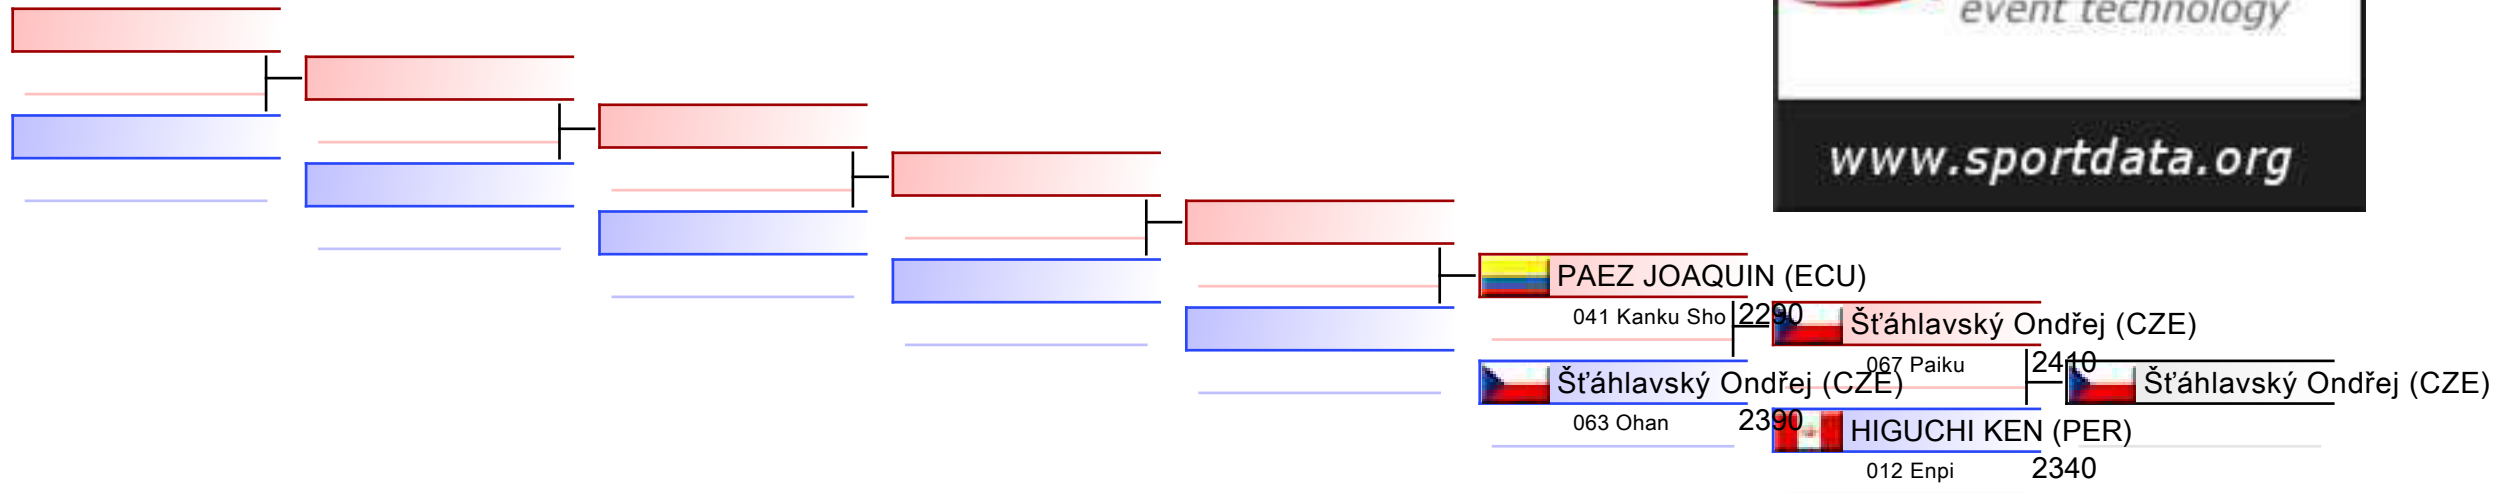 event technology
www.sportdata.org
PAEZ JOAQUIN (ECU)
041 Kanku Sho 2290
Šťáhlavský Ondřej (CZE)
063 Ohan 2390
Šťáhlavský Ondřej (CZE)
067 Paiku 2410
HIGUCHI KEN (PER)
012 Enpi 2340
Šťáhlavský Ondřej (CZE)